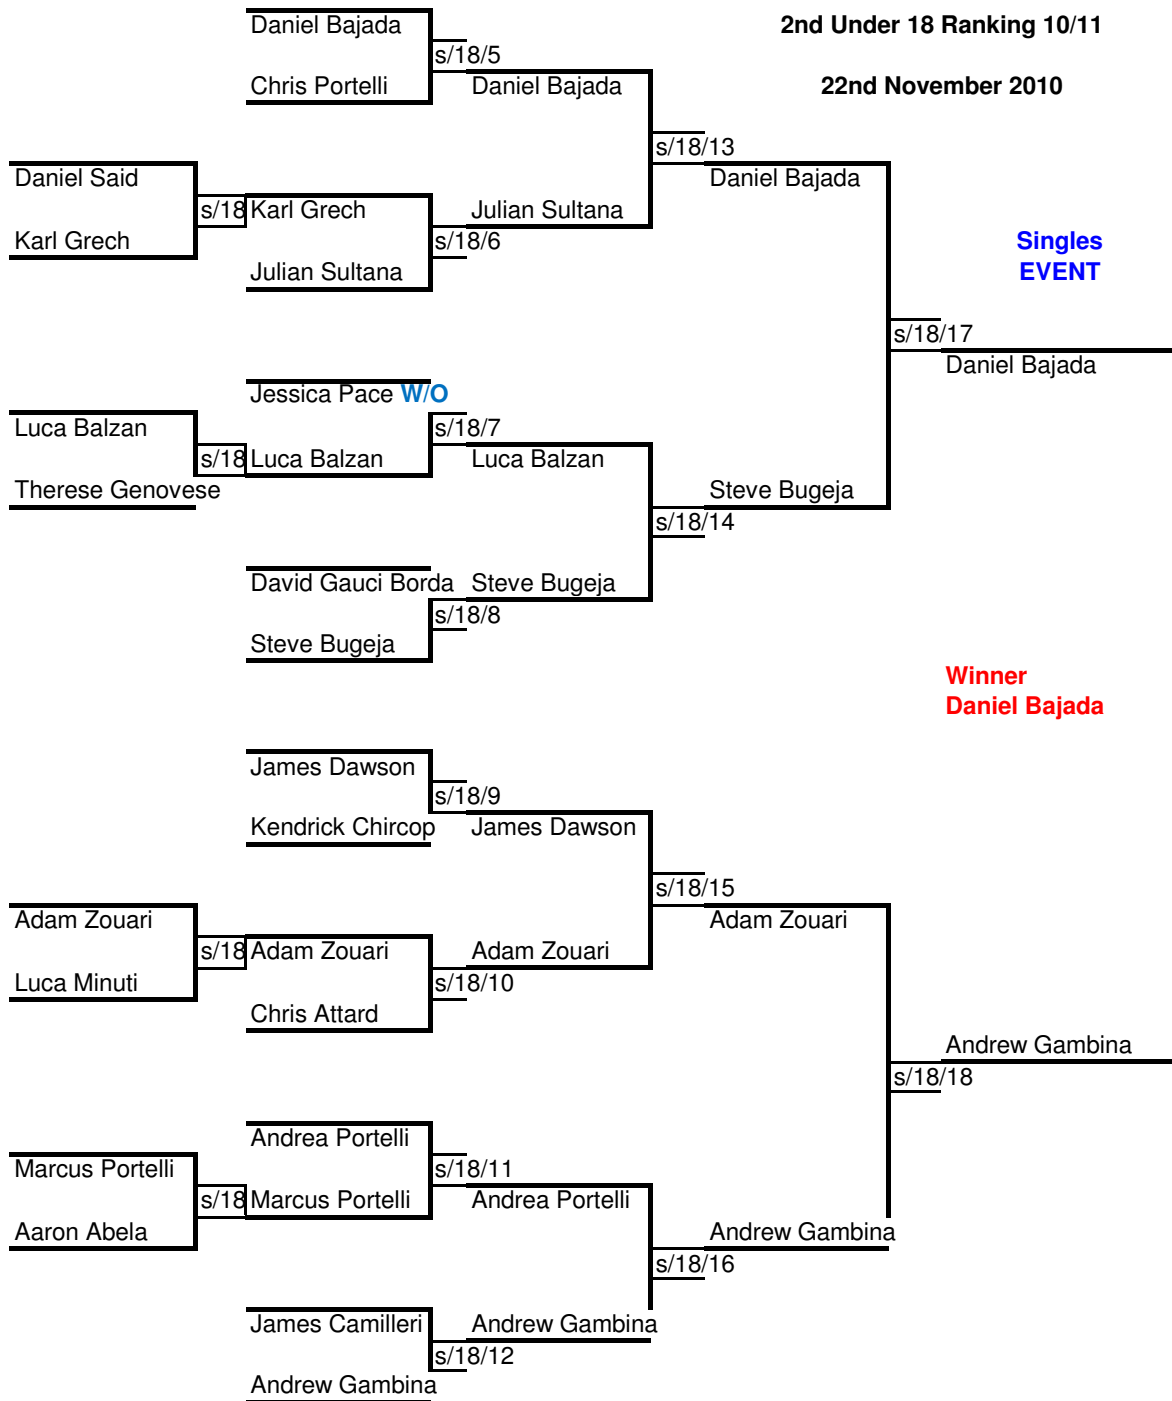 Daniel Bajada
2nd Under 18 Ranking 10/11
s/18/5
Chris Portelli
Daniel Bajada
22nd November 2010
s/18/13
Daniel Said
Daniel Bajada
s/18
Karl Grech
Julian Sultana
Karl Grech
s/18/6
Singles
EVENT
Julian Sultana
s/18/17
Daniel Bajada
Jessica Pace W/O
Luca Balzan
s/18/7
s/18
Luca Balzan
Luca Balzan
Therese Genovese
Steve Bugeja
s/18/14
David Gauci Borda
Steve Bugeja
s/18/8
Steve Bugeja
Winner
Daniel Bajada
James Dawson
s/18/9
Kendrick Chircop
James Dawson
s/18/15
Adam Zouari
Adam Zouari
s/18
Adam Zouari
Adam Zouari
Luca Minuti
s/18/10
Chris Attard
Andrew Gambina
s/18/18
Andrea Portelli
Marcus Portelli
s/18/11
s/18
Marcus Portelli
Andrea Portelli
Aaron Abela
Andrew Gambina
s/18/16
James Camilleri
Andrew Gambina
s/18/12
Andrew Gambina